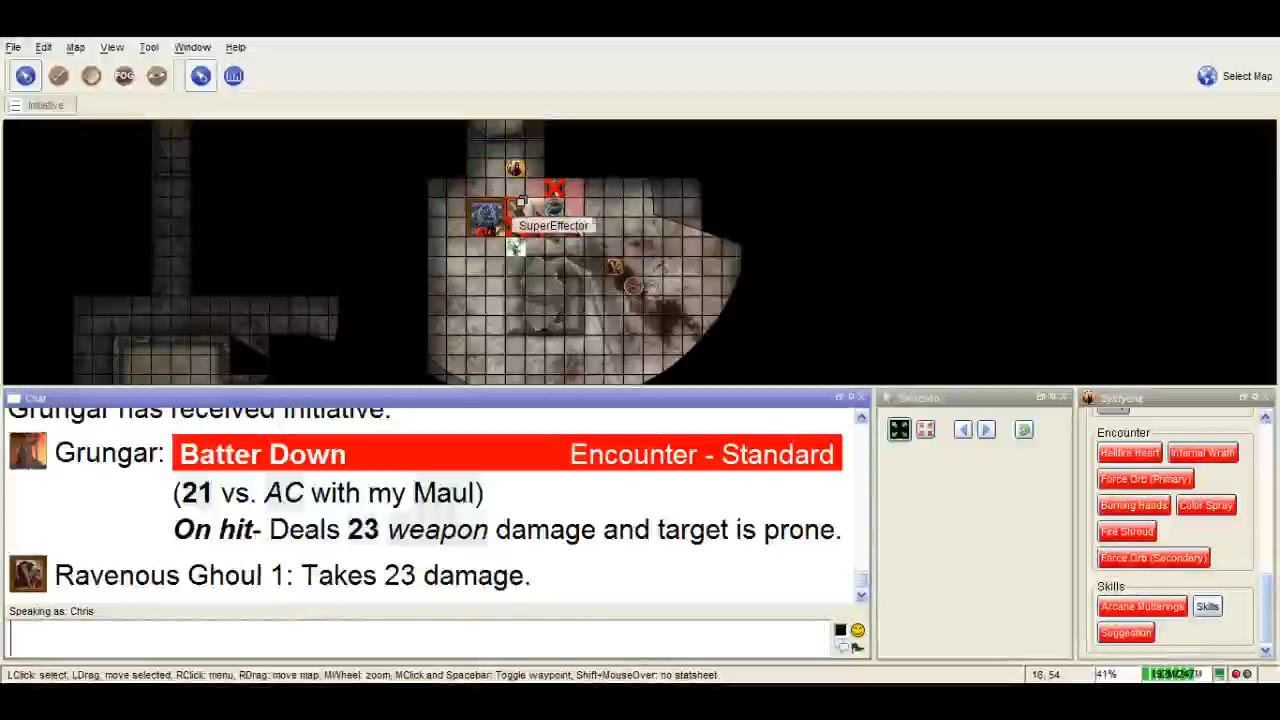 File Edit Map View Tool Window Help
FOG
Select Map
Initiative
SuperEffector
Chat
Selection
Grungar has received initiative.
Grungar: Batter Down Encounter - Standard
(21 vs. AC with my Maul)
On hit- Deals 23 weapon damage and target is prone.
Ravenous Ghoul 1: Takes 23 damage.
Speaking as: Chris
Encounter
Hellfire Heart Infernal Wrath
Force Orb (Primary)
Burning Hands Color Spray
Fire Shroud
Force Orb (Secondary)
Skills
Arcane Mutterings Skills
Suggestion
LClick: select, LDrag: move selected, RClick: menu, RDrag: move map, MWheel: zoom, MClick and Spacebar: Toggle waypoint, Shift+MouseOver: no statsheet
16, 54 41%